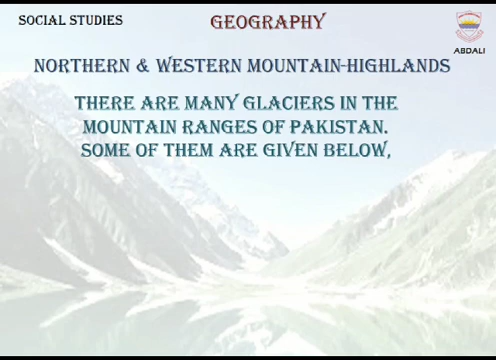 SOCIAL STUDIES
GEOGRAPHY
ABDALI
NORTHERN & WESTERN MOUNTAIN-HIGHLANDS
THERE ARE MANY GLACIERS IN THE
MOUNTAIN RANGES OF PAKISTAN.
SOME OF THEM ARE GIVEN BELOW,